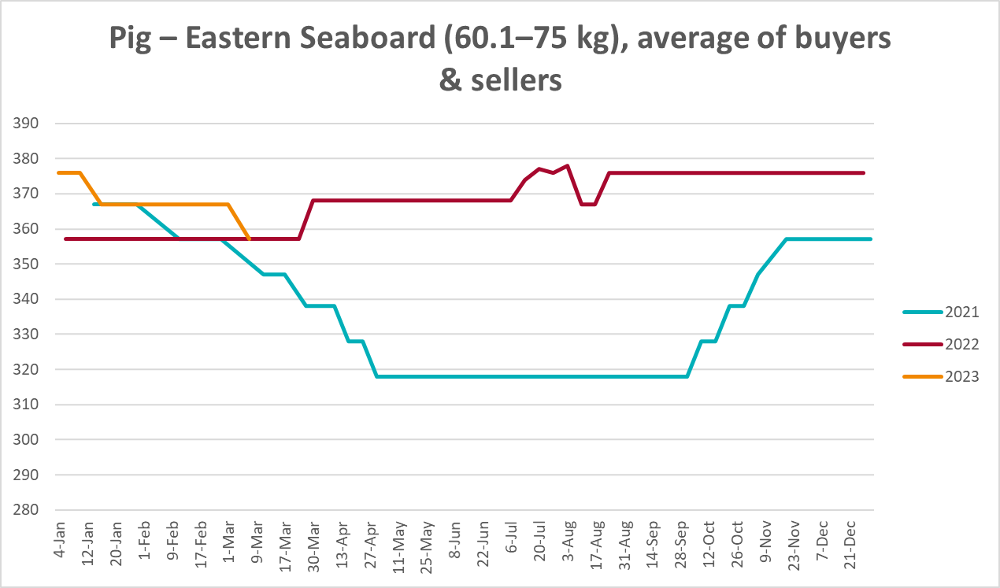 Pig – Eastern Seaboard (60.1–75 kg), average of buyers
& sellers
390
380
370
360
350
340
330
320
310
300
290
280
4-Jan
12-Jan
20-Jan
1-Feb
9-Feb
17-Feb
1-Mar
9-Mar
17-Mar
30-Mar
13-Apr
27-Apr
11-May
25-May
8-Jun
22-Jun
6-Jul
20-Jul
3-Aug
17-Aug
31-Aug
14-Sep
28-Sep
12-Oct
26-Oct
9-Nov
23-Nov
7-Dec
21-Dec
2021
2022
2023